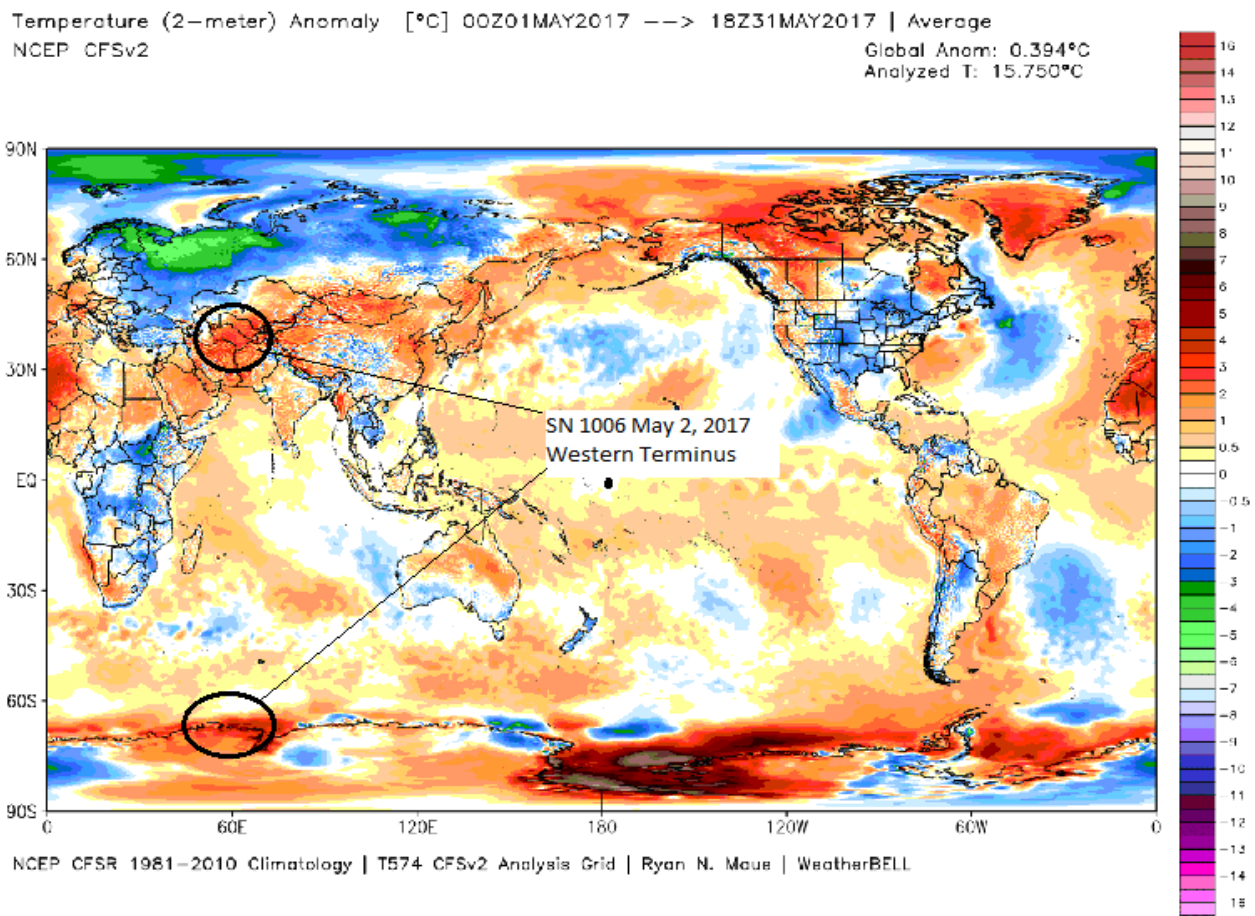 Temperature (2-meter) Anomaly [°C] 00Z01MAY2017 --> 18Z31MAY2017 | Average
NCEP CFSv2
Global Anom: 0.394°C
Analyzed T: 15.750°C
90N
60N
30N
EQ
30S
60S
90S
0
60E
120E
180
120W
60W
0
SN 1006 May 2, 2017
Western Terminus
16
14
13
12
11
10
9
8
7
6
5
4
3
2
1
0.5
0
-0.5
-1
-2
-3
-4
-5
-6
-7
-8
-9
-10
-11
-12
-13
-14
NCEP CFSR 1981-2010 Climatology | T574 CFSv2 Analysis Grid | Ryan N. Maue | WeatherBELL